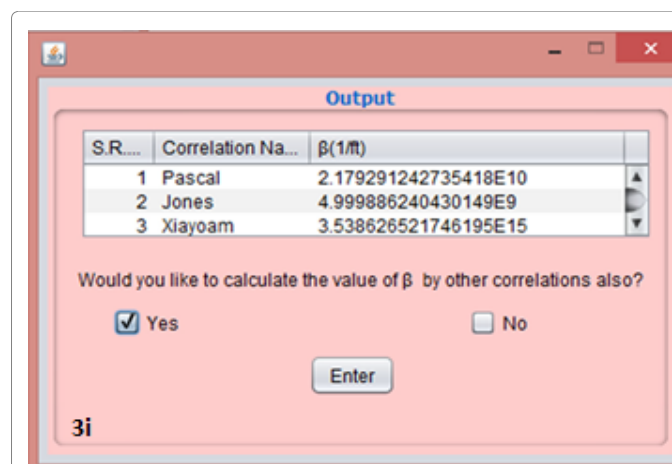 Output
S.R.... Correlation Na... β(1/ft)
1 Pascal 2.179291242735418E10
2 Jones 4.999886240430149E9
3 Xiayoam 3.538626521746195E15
Would you like to calculate the value of β by other correlations also?
Yes No
Enter
3i